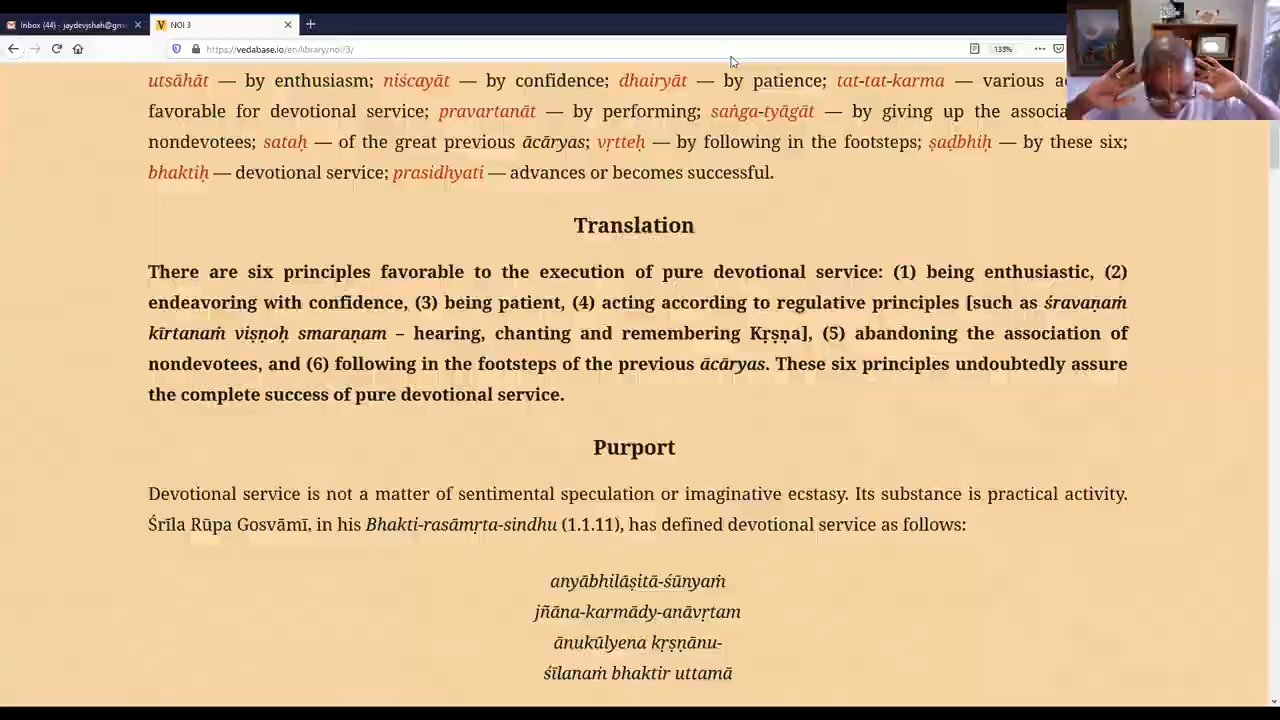 Inbox (44) - jaydevjshah@gm
NOI 3
https://vedabase.io/en/library/noi/3/
133%
utsāhāt — by enthusiasm; niścayāt — by confidence; dhairyāt — by patience; tat-tat-karma — various
favorable for devotional service; pravartanāt — by performing; saṅga-tyāgāt — by giving up the
nondevotees; sataḥ — of the great previous ācāryas; vṛtteḥ — by following in the footsteps; ṣaḍbhiḥ — by these six;
bhaktiḥ — devotional service; prasidhyati — advances or becomes successful.
Translation
There are six principles favorable to the execution of pure devotional service: (1) being enthusiastic, (2)
endeavoring with confidence, (3) being patient, (4) acting according to regulative principles [such as śravaṇaṁ
kīrtanaṁ viṣṇoḥ smaraṇam – hearing, chanting and remembering Kṛṣṇa], (5) abandoning the association of
nondevotees, and (6) following in the footsteps of the previous ācāryas. These six principles undoubtedly assure
the complete success of pure devotional service.
Purport
Devotional service is not a matter of sentimental speculation or imaginative ecstasy. Its substance is practical activity.
Śrīla Rūpa Gosvāmī, in his Bhakti-rasāmṛta-sindhu (1.1.11), has defined devotional service as follows:
anyābhilāṣitā-śūnyaṁ
jñāna-karmādy-anāvṛtam
ānukūlyena kṛṣṇānu-
śīlanaṁ bhaktir uttamā